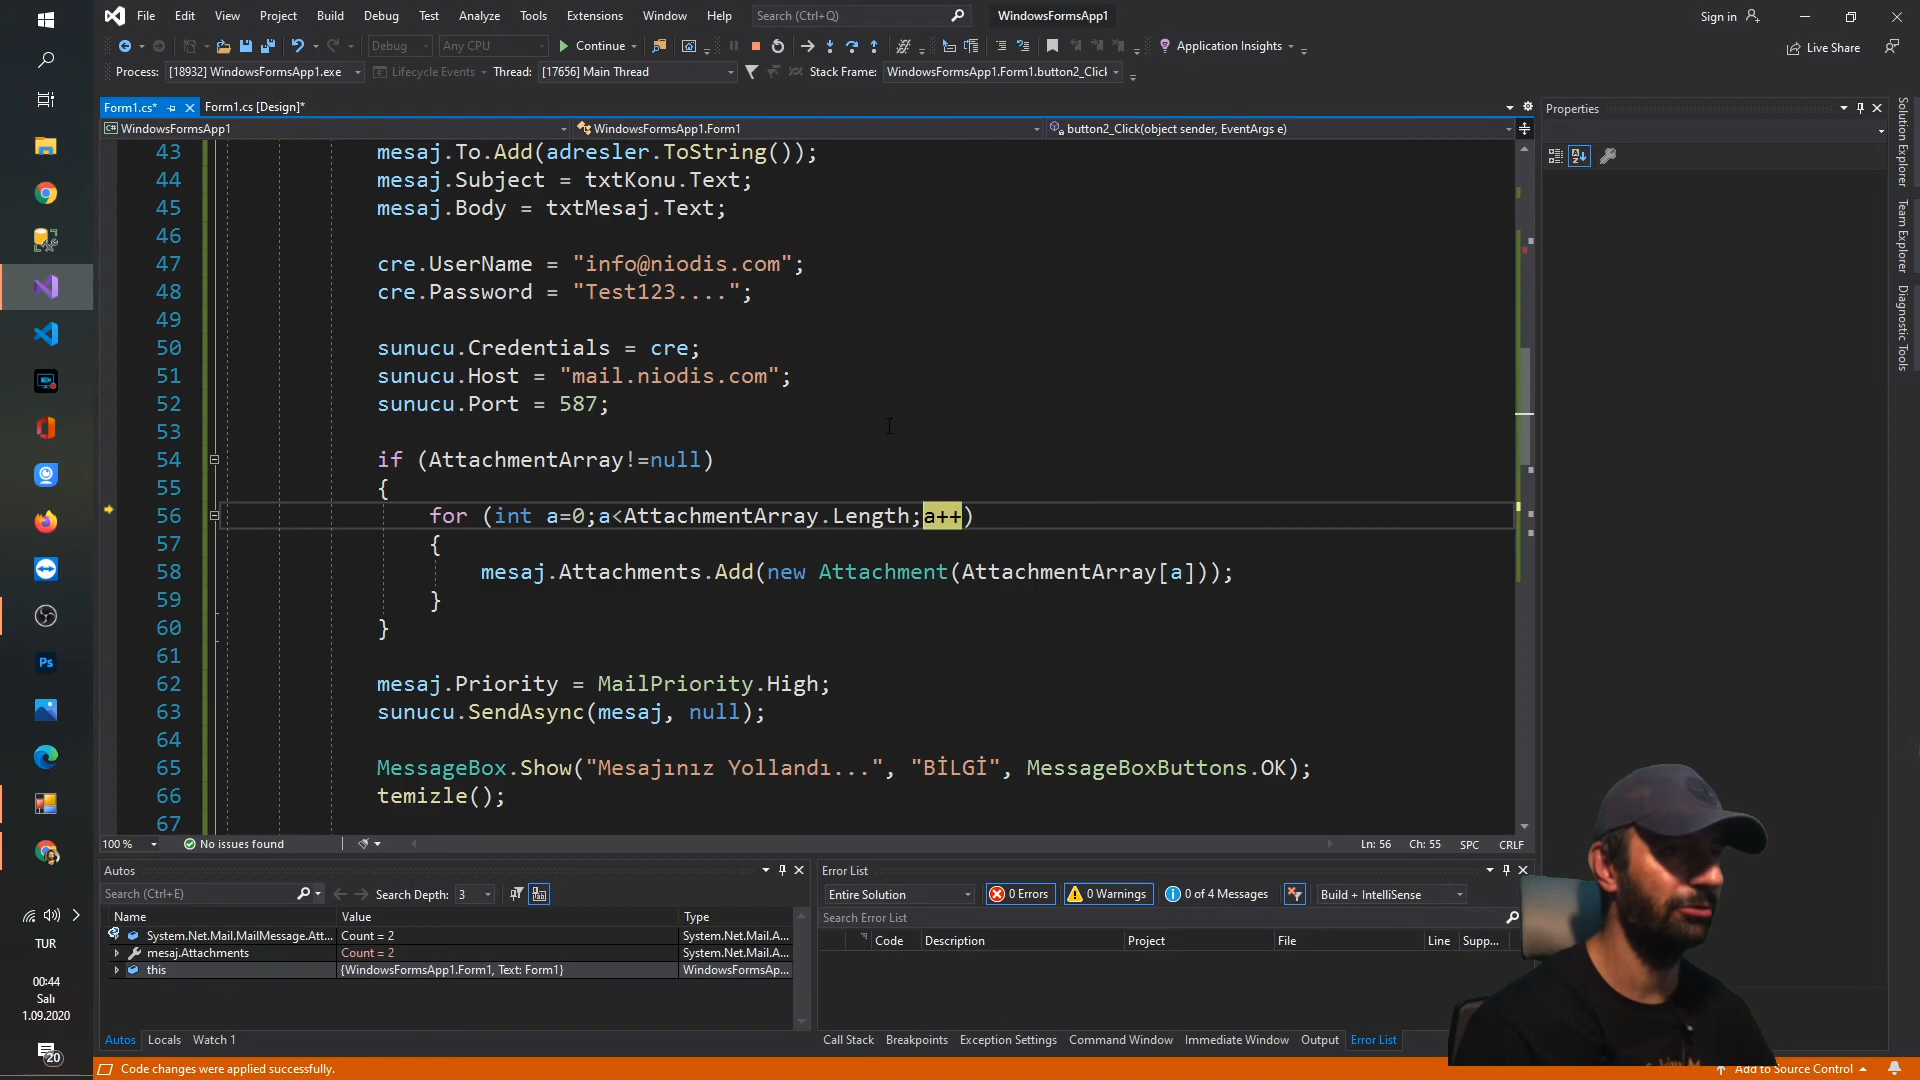 File Edit View Project Build Debug Test Analyze Tools Extensions Window Help Search (Ctrl+Q) WindowsFormsApp1 Sign in
Debug Any CPU Continue Application Insights Live Share
Process: [18932] WindowsFormsApp1.exe Lifecycle Events Thread: [17656] Main Thread Stack Frame: WindowsFormsApp1.Form1.button2_Click
Form1.cs* Form1.cs [Design]* Properties
WindowsFormsApp1 WindowsFormsApp1.Form1 button2_Click(object sender, EventArgs e)
43 mesaj.To.Add(adresler.ToString());
44 mesaj.Subject = txtKonu.Text;
45 mesaj.Body = txtMesaj.Text;
46
47 cre.UserName = "info@niodis.com";
48 cre.Password = "Test123....";
49
50 sunucu.Credentials = cre;
51 sunucu.Host = "mail.niodis.com";
52 sunucu.Port = 587;
53
54 if (AttachmentArray!=null)
55 {
56 for (int a=0;a<AttachmentArray.Length;a++)
57 {
58 mesaj.Attachments.Add(new Attachment(AttachmentArray[a]));
59 }
60 }
61
62 mesaj.Priority = MailPriority.High;
63 sunucu.SendAsync(mesaj, null);
64
65 MessageBox.Show("Mesajınız Yollandı...", "BİLGİ", MessageBoxButtons.OK);
66 temizle();
67
100 % No issues found Ln: 56 Ch: 55 SPC CRLF
Solution Explorer
Team Explorer
Diagnostic Tools
Autos
Search (Ctrl+E) Search Depth: 3
Name Value Type
System.Net.Mail.MailMessage.Att... Count = 2 System.Net.Mail.A...
mesaj.Attachments Count = 2 System.Net.Mail.A...
this {WindowsFormsApp1.Form1, Text: Form1} WindowsFormsAp...
Autos Locals Watch 1
Error List
Entire Solution 0 Errors 0 Warnings 0 of 4 Messages Build + IntelliSense
Search Error List
Code Description Project File Line Supp...
Call Stack Breakpoints Exception Settings Command Window Immediate Window Output Error List
Code changes were applied successfully. Add to Source Control
Ps
TUR
00:44
Salı
1.09.2020
20